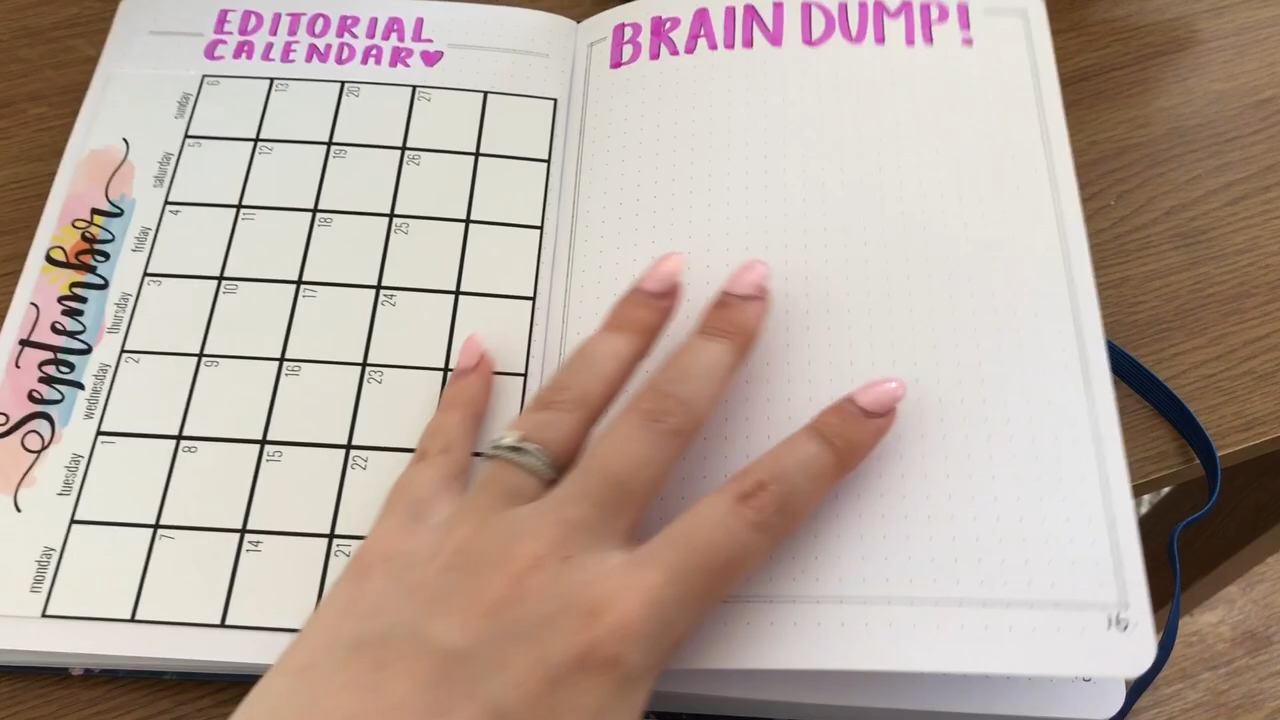 EDITORIAL
CALENDAR♥
BRAIN DUMP!
September
monday tuesday wednesday thursday friday saturday sunday
1 2 3 4 5 6
7 8 9 10 11 12 13
14 15 16 17 18 19 20
21 22 23 24 25 26 27
16